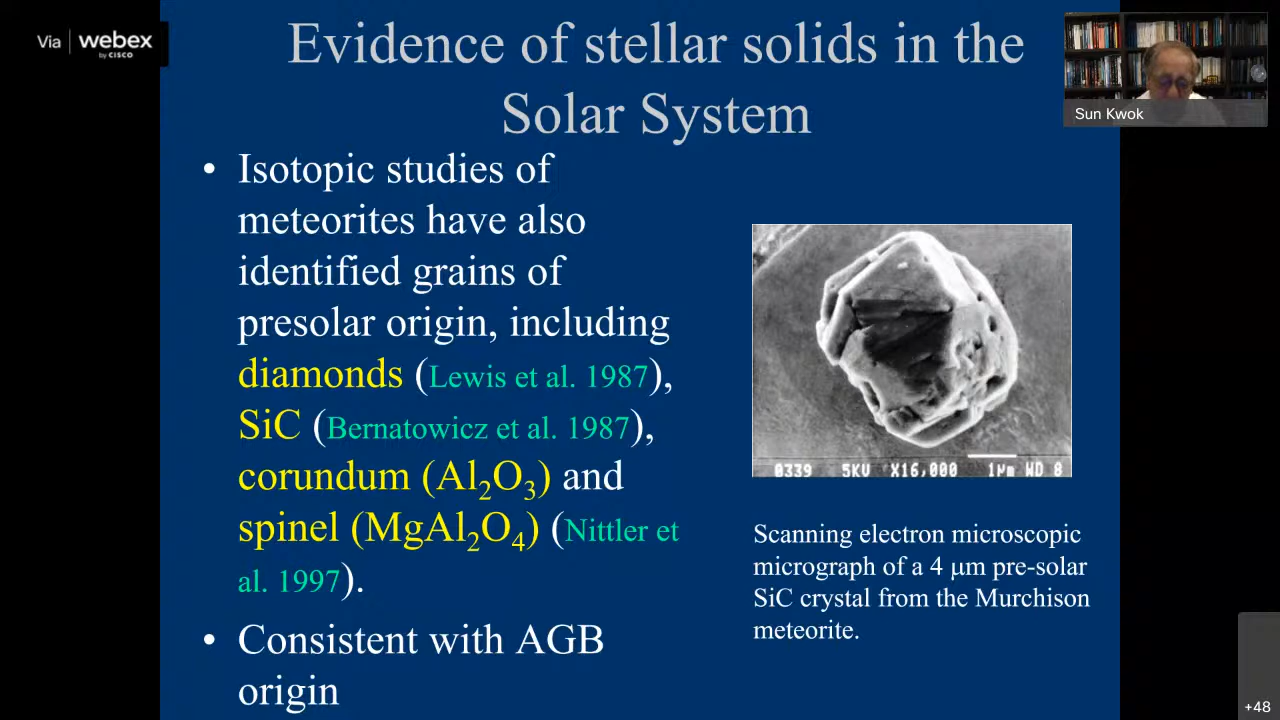 Via | webex
by CISCO
Evidence of stellar solids in the
Solar System
Sun Kwok
• Isotopic studies of
meteorites have also
identified grains of
presolar origin, including
diamonds (Lewis et al. 1987),
SiC (Bernatowicz et al. 1987),
corundum (Al₂O₃) and
spinel (MgAl₂O₄) (Nittler et
al. 1997).
• Consistent with AGB
origin
0339 5KV X16,000 1µm WD 8
Scanning electron microscopic
micrograph of a 4 µm pre-solar
SiC crystal from the Murchison
meteorite.
+48